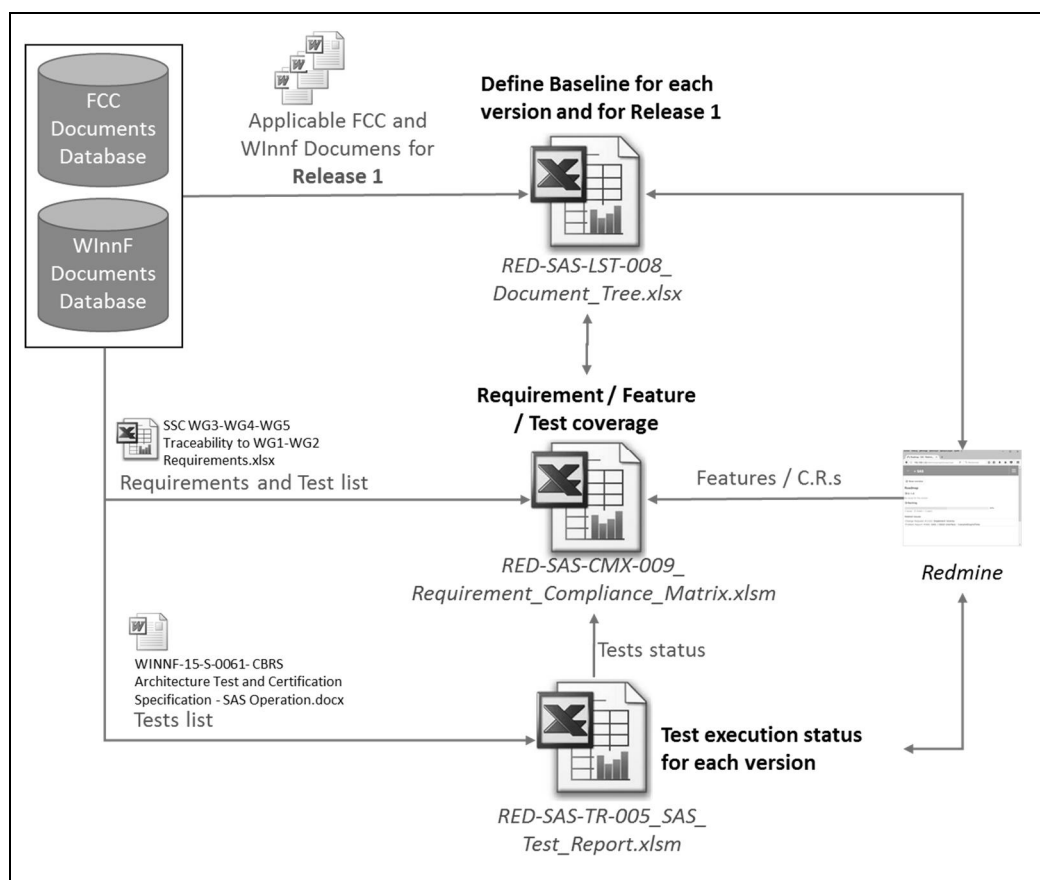 FCC
Documents
Database
WInnF
Documents
Database
Applicable FCC and
WInnf Documens for
Release 1
Define Baseline for each
version and for Release 1
RED-SAS-LST-008_
Document_Tree.xlsx
SSC WG3-WG4-WG5
Traceability to WG1-WG2
Requirements.xlsx
Requirements and Test list
Requirement / Feature
/ Test coverage
RED-SAS-CMX-009_
Requirement_Compliance_Matrix.xlsm
Features / C.R.s
Redmine
WINNF-15-S-0061- CBRS
Architecture Test and Certification
Specification - SAS Operation.docx
Tests list
Tests status
Test execution status
for each version
RED-SAS-TR-005_SAS_
Test_Report.xlsm